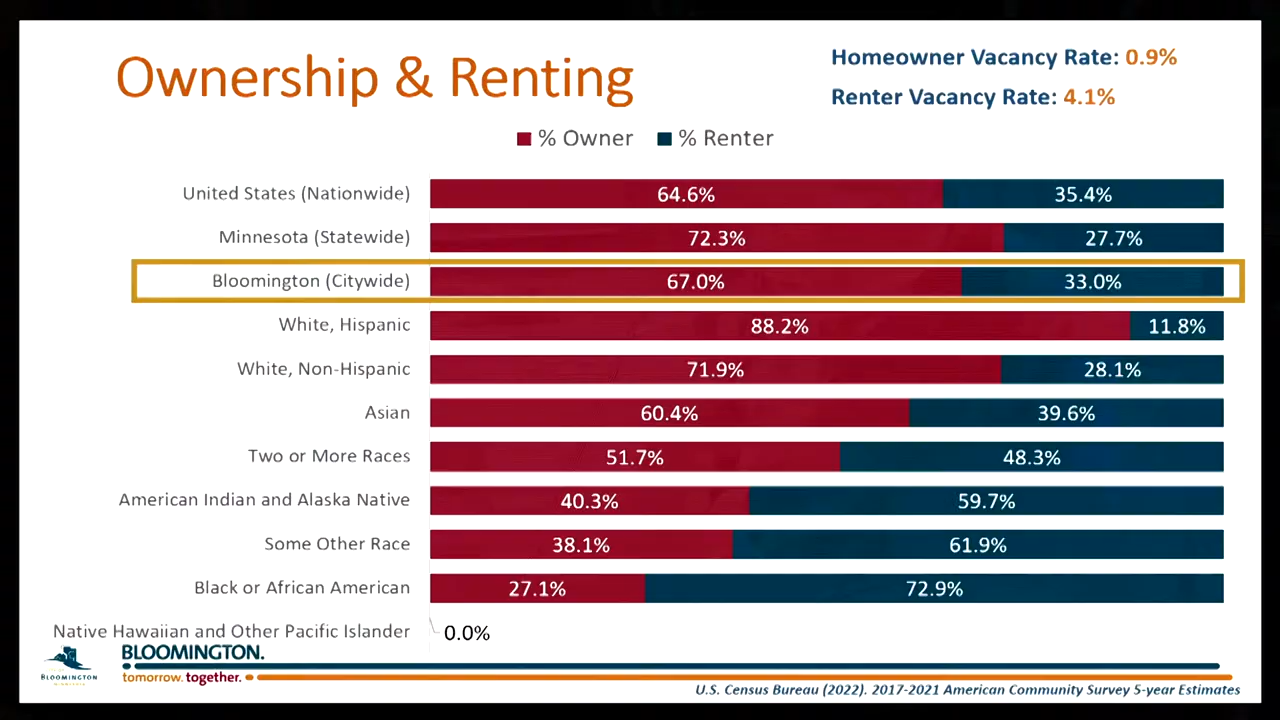 Ownership & Renting
Homeowner Vacancy Rate: 0.9%
Renter Vacancy Rate: 4.1%
% Owner % Renter
United States (Nationwide) 64.6% 35.4%
Minnesota (Statewide) 72.3% 27.7%
Bloomington (Citywide) 67.0% 33.0%
White, Hispanic 88.2% 11.8%
White, Non-Hispanic 71.9% 28.1%
Asian 60.4% 39.6%
Two or More Races 51.7% 48.3%
American Indian and Alaska Native 40.3% 59.7%
Some Other Race 38.1% 61.9%
Black or African American 27.1% 72.9%
Native Hawaiian and Other Pacific Islander 0.0%
BLOOMINGTON.
tomorrow. together.
BLOOMINGTON
U.S. Census Bureau (2022). 2017-2021 American Community Survey 5-year Estimates